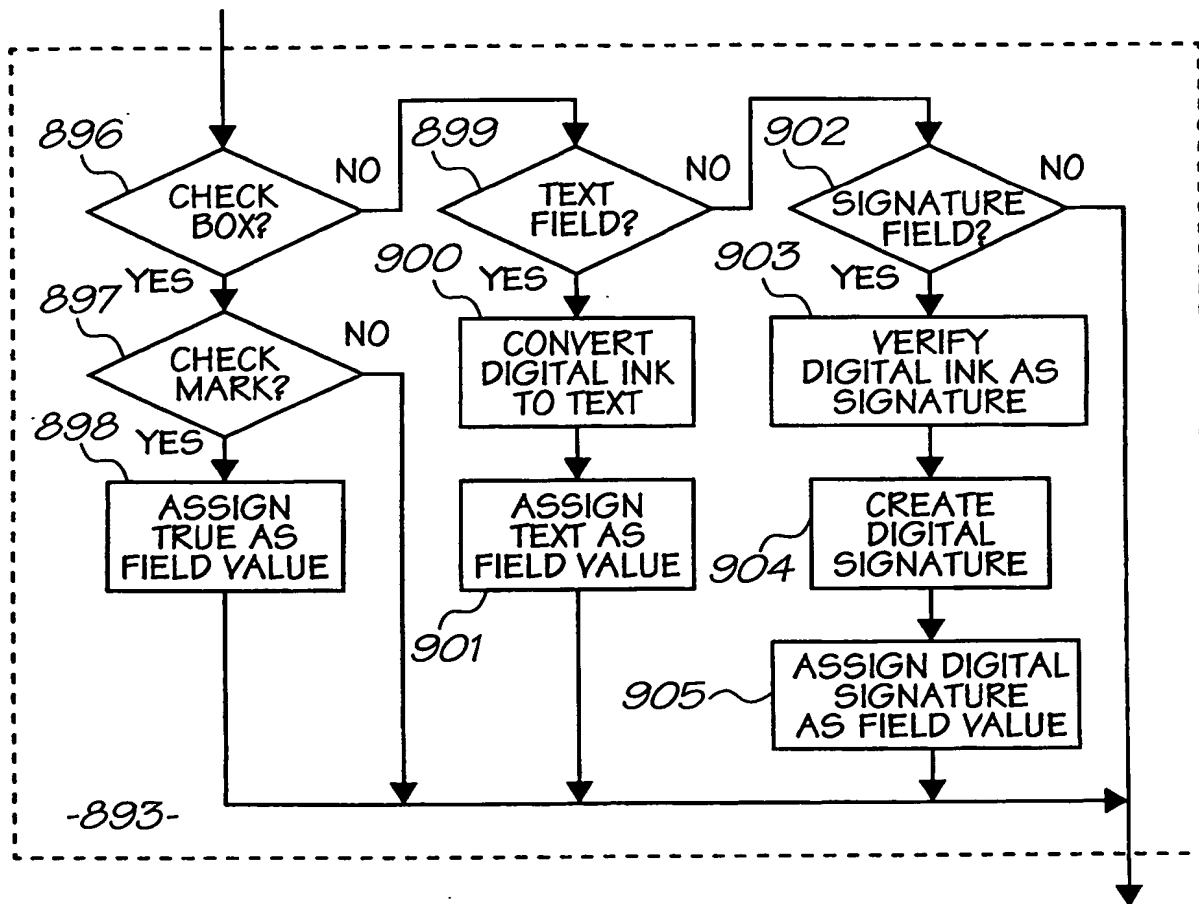 896
CHECK
BOX?
NO
YES
897
CHECK
MARK?
NO
YES
898
ASSIGN
TRUE AS
FIELD VALUE
899
TEXT
FIELD?
NO
YES
900
CONVERT
DIGITAL INK
TO TEXT
ASSIGN
TEXT AS
FIELD VALUE
901
902
SIGNATURE
FIELD?
NO
YES
903
VERIFY
DIGITAL INK AS
SIGNATURE
CREATE
DIGITAL
SIGNATURE
904
ASSIGN DIGITAL
SIGNATURE
AS FIELD VALUE
905
-893-